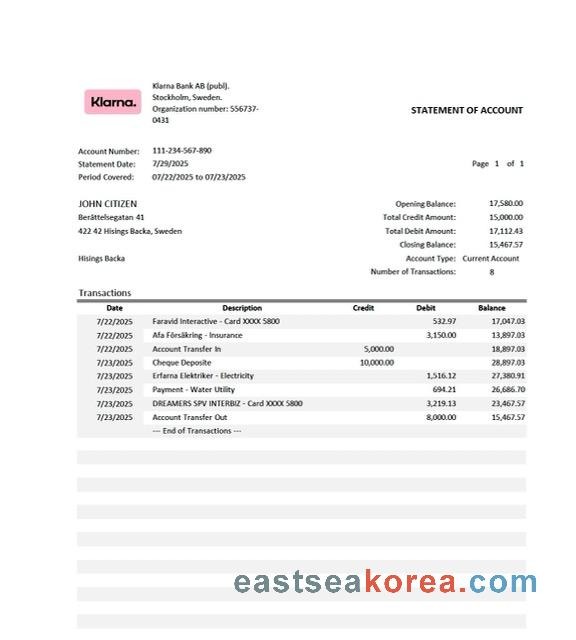 Klarna.
Klarna Bank AB (publ).
Stockholm, Sweden.
Organization number: 556737-
0431
STATEMENT OF ACCOUNT
Account Number: 111-234-567-890
Statement Date: 7/29/2025 Page 1 of 1
Period Covered: 07/22/2025 to 07/23/2025
JOHN CITIZEN Opening Balance: 17,580.00
Beráttelsegatan 41 Total Credit Amount: 15,000.00
422 42 Hisings Backa, Sweden Total Debit Amount: 17,112.43
Closing Balance: 15,467.57
Hisings Backa Account Type: Current Account
Number of Transactions: 8
Transactions
Date Description Credit Debit Balance
7/22/2025 Faravid Interactive - Card XXXX 5800 532.97 17,047.03
7/22/2025 Afa Försäkring - Insurance 3,150.00 13,897.03
7/22/2025 Account Transfer In 5,000.00 18,897.03
7/23/2025 Cheque Deposite 10,000.00 28,897.03
7/23/2025 Erfarna Elektriker - Electricity 1,516.12 27,380.91
7/23/2025 Payment - Water Utility 694.21 26,686.70
7/23/2025 DREAMERS SPV INTERBIZ - Card XXXX 5800 3,219.13 23,467.57
7/23/2025 Account Transfer Out 8,000.00 15,467.57
--- End of Transactions ---
eastseakorea.com